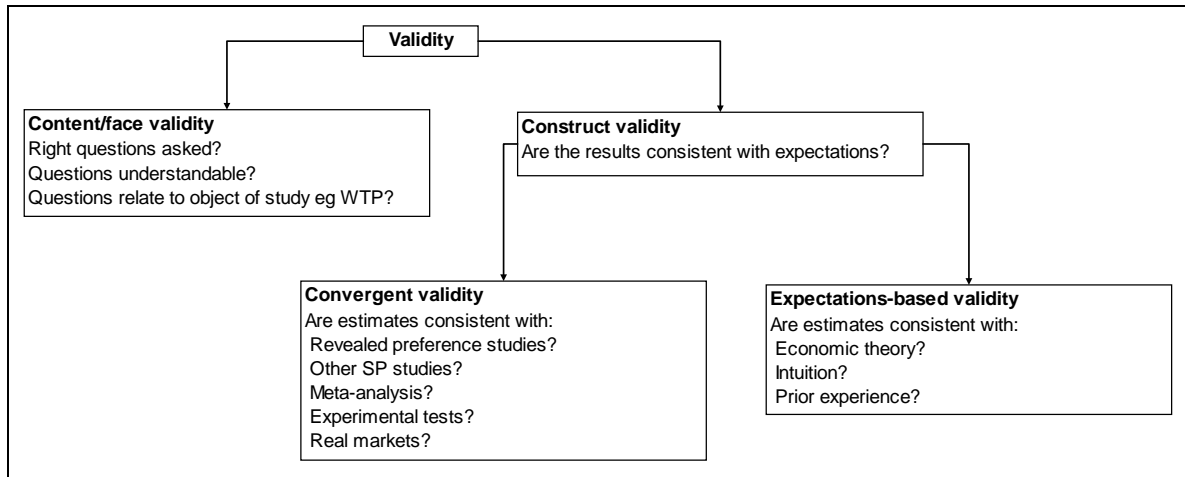 Validity
Content/face validity
Right questions asked?
Questions understandable?
Questions relate to object of study eg WTP?
Construct validity
Are the results consistent with expectations?
Convergent validity
Are estimates consistent with:
Revealed preference studies?
Other SP studies?
Meta-analysis?
Experimental tests?
Real markets?
Expectations-based validity
Are estimates consistent with:
Economic theory?
Intuition?
Prior experience?